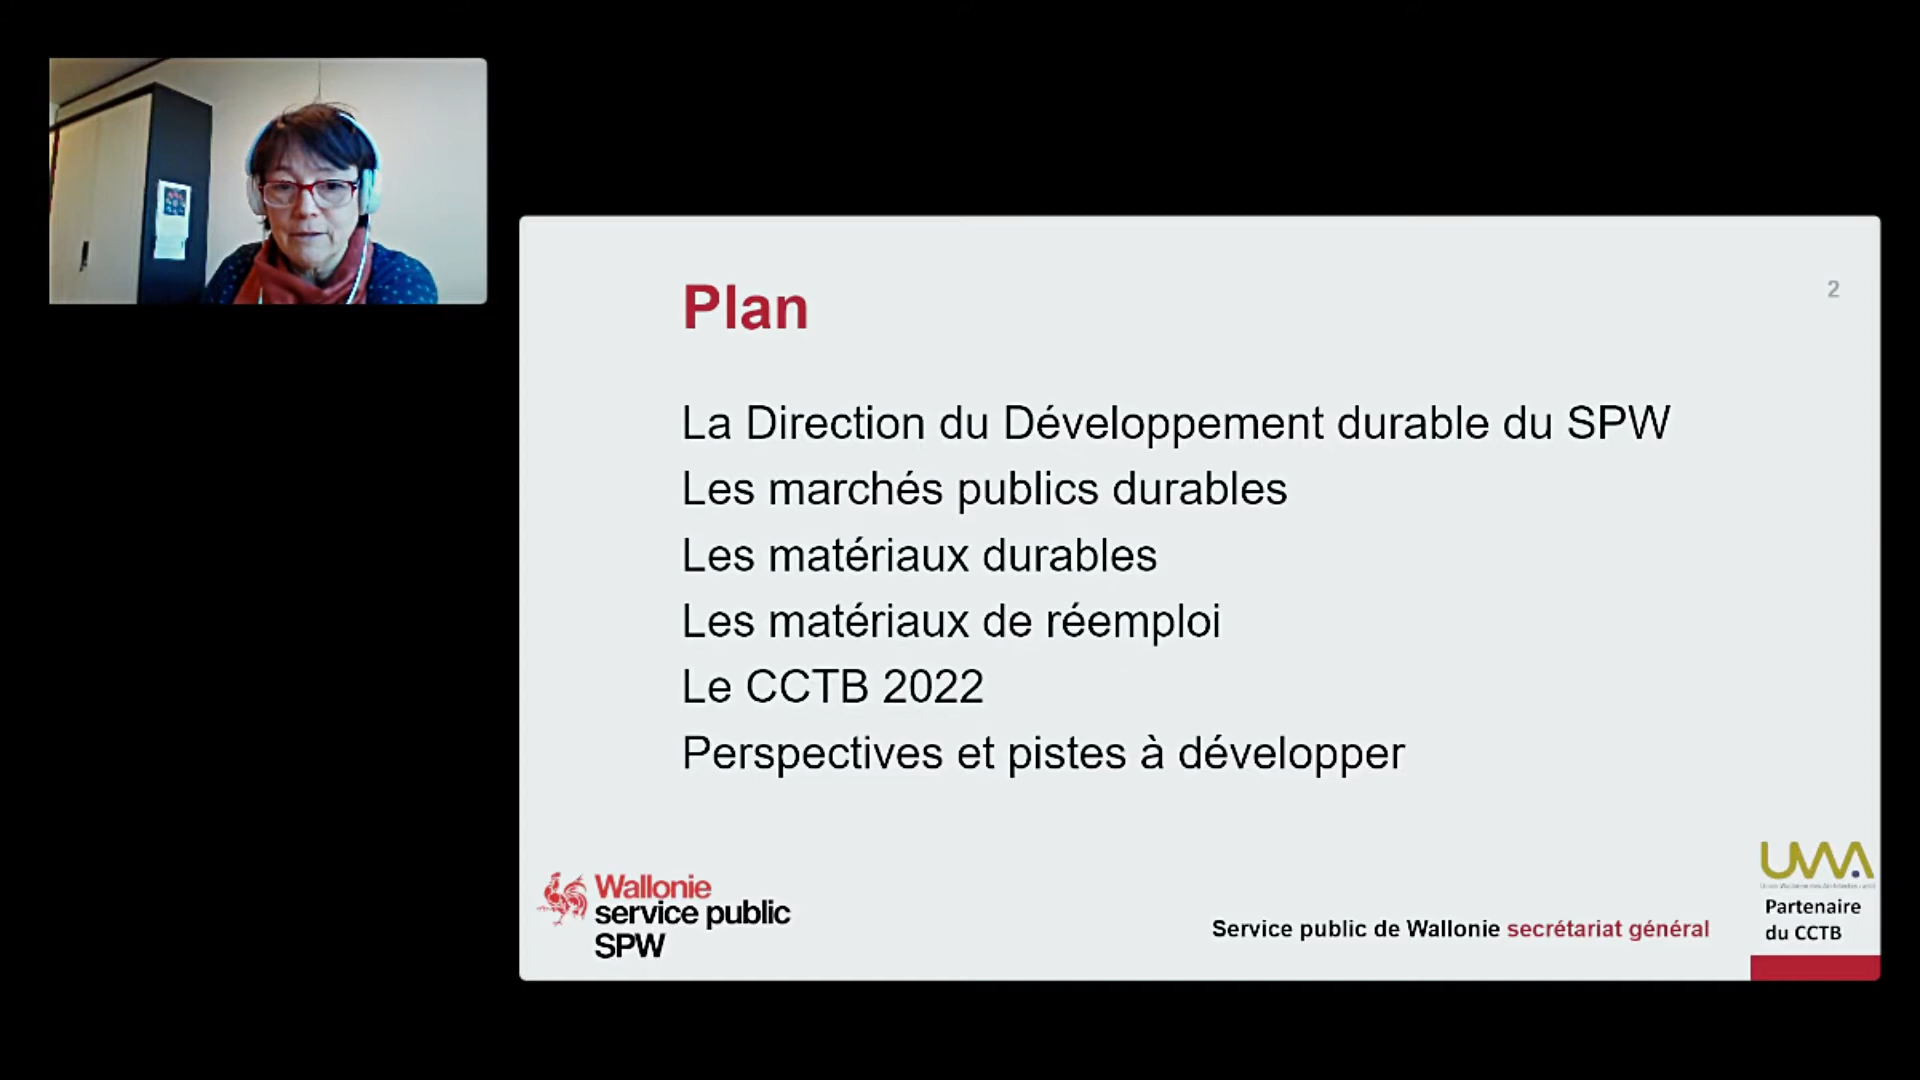 Plan
2
La Direction du Développement durable du SPW
Les marchés publics durables
Les matériaux durables
Les matériaux de réemploi
Le CCTB 2022
Perspectives et pistes à développer
Wallonie
service public
SPW
Service public de Wallonie secrétariat général
UWA
Partenaire
du CCTB